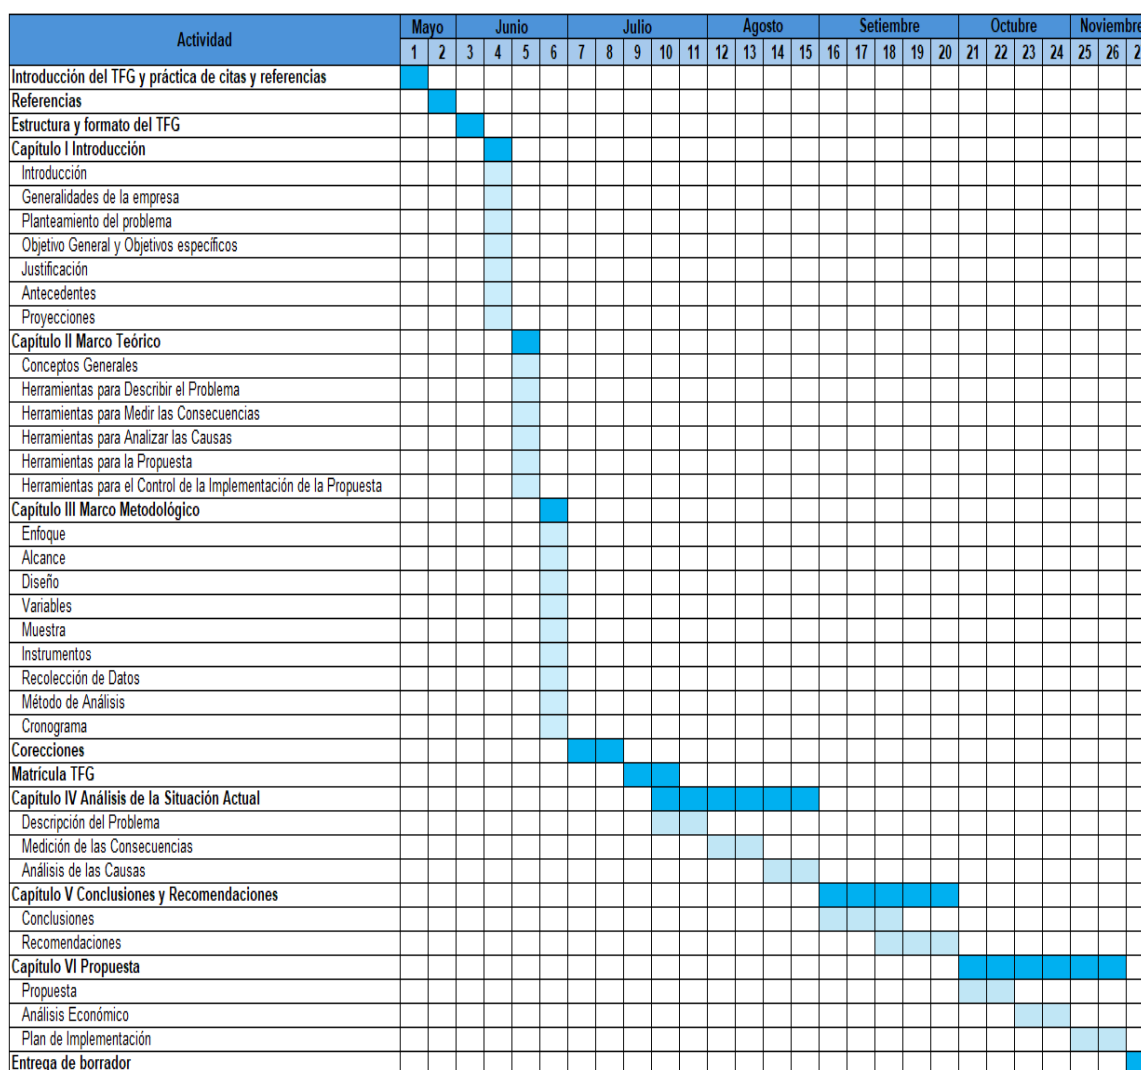 Actividad
Mayo Junio Julio Agosto Setiembre Octubre Noviembre
1 2 3 4 5 6 7 8 9 10 11 12 13 14 15 16 17 18 19 20 21 22 23 24 25 26
Introducción del TFG y práctica de citas y referencias
Referencias
Estructura y formato del TFG
Capítulo I Introducción
Introducción
Generalidades de la empresa
Planteamiento del problema
Objetivo General y Objetivos específicos
Justificación
Antecedentes
Proyecciones
Capítulo II Marco Teórico
Conceptos Generales
Herramientas para Describir el Problema
Herramientas para Medir las Consecuencias
Herramientas para Analizar las Causas
Herramientas para la Propuesta
Herramientas para el Control de la Implementación de la Propuesta
Capítulo III Marco Metodológico
Enfoque
Alcance
Diseño
Variables
Muestra
Instrumentos
Recolección de Datos
Método de Análisis
Cronograma
Corecciones
Matrícula TFG
Capítulo IV Análisis de la Situación Actual
Descripción del Problema
Medición de las Consecuencias
Análisis de las Causas
Capítulo V Conclusiones y Recomendaciones
Conclusiones
Recomendaciones
Capítulo VI Propuesta
Propuesta
Análisis Económico
Plan de Implementación
Entrega de borrador